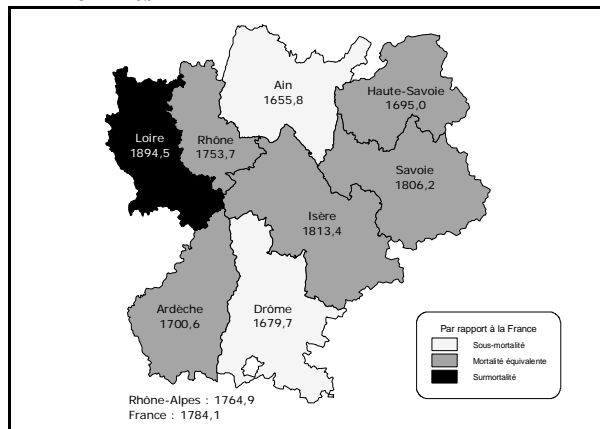 Ain
1655,8
Haute-Savoie
1695,0
Loire
1894,5
Rhône
1753,7
Savoie
1806,2
Isère
1813,4
Ardèche
1700,6
Drôme
1679,7
Par rapport à la France
Sous-mortalité
Mortalité équivalente
Surmortalité
Rhône-Alpes : 1764,9
France : 1784,1